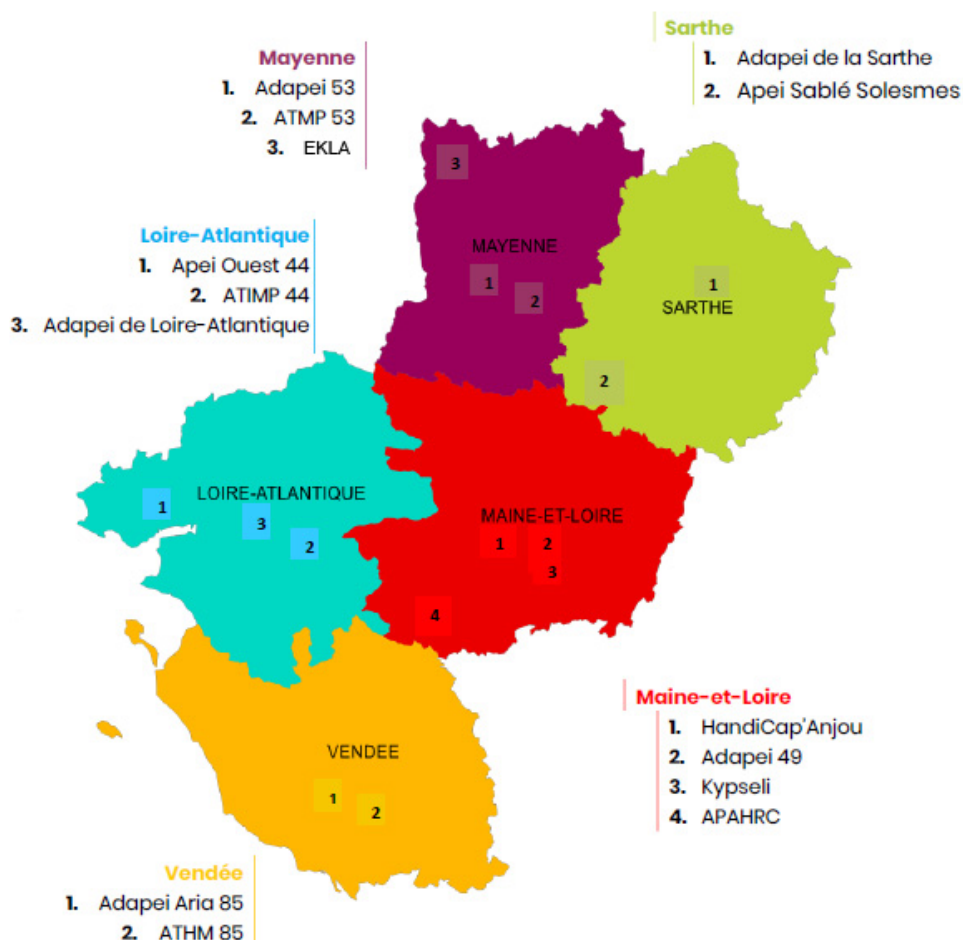 Sarthe
1. Adapei de la Sarthe
2. Apei Sablé Solesmes
Mayenne
1. Adapei 53
2. ATMP 53
3. EKLA
Loire-Atlantique
1. Apei Ouest 44
2. ATIMP 44
3. Adapei de Loire-Atlantique
3
MAYENNE
1
2
1
SARTHE
2
LOIRE-ATLANTIQUE
1
3
2
MAINE-ET-LOIRE
1
2
3
4
VENDEE
1
2
Maine-et-Loire
1. HandiCap'Anjou
2. Adapei 49
3. Kypseli
4. APAHRC
Vendée
1. Adapei Aria 85
2. ATHM 85